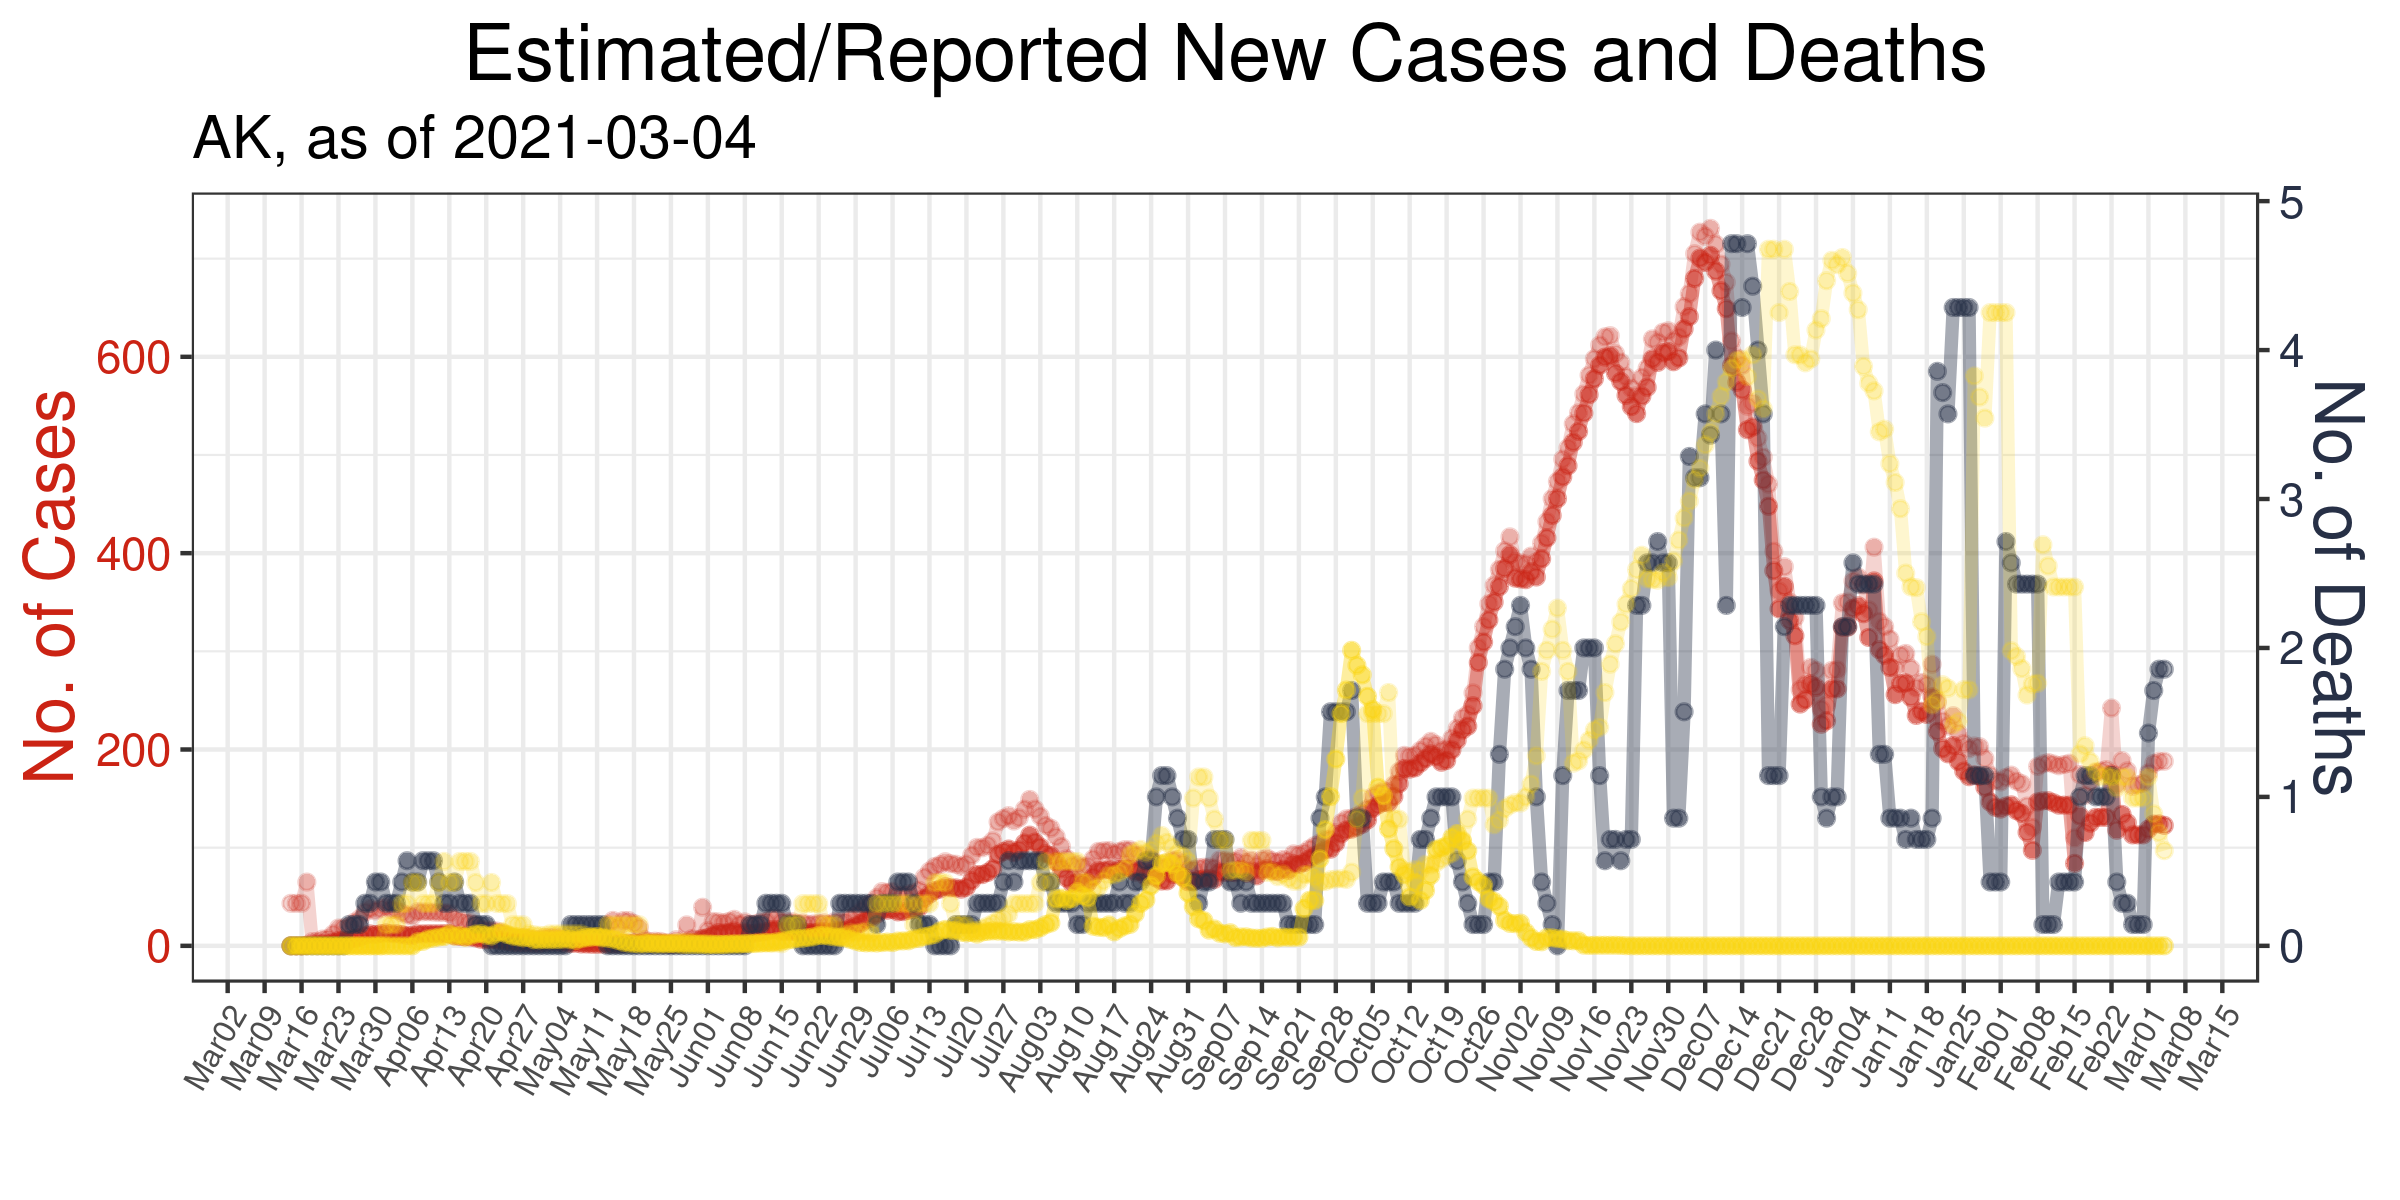 Estimated/Reported New Cases and Deaths
AK, as of 2021-03-04
No. of Cases
600
400
200
0
5
4
3
2
1
0
No. of Deaths
Mar02
Mar09
Mar16
Mar23
Mar30
Apr06
Apr13
Apr20
Apr27
May04
May11
May18
May25
Jun01
Jun08
Jun15
Jun22
Jun29
Jul06
Jul13
Jul20
Jul27
Aug03
Aug10
Aug17
Aug24
Aug31
Sep07
Sep14
Sep21
Sep28
Oct05
Oct12
Oct19
Oct26
Nov02
Nov09
Nov16
Nov23
Nov30
Dec07
Dec14
Dec21
Dec28
Jan04
Jan11
Jan18
Jan25
Feb01
Feb08
Feb15
Feb22
Mar01
Mar08
Mar15